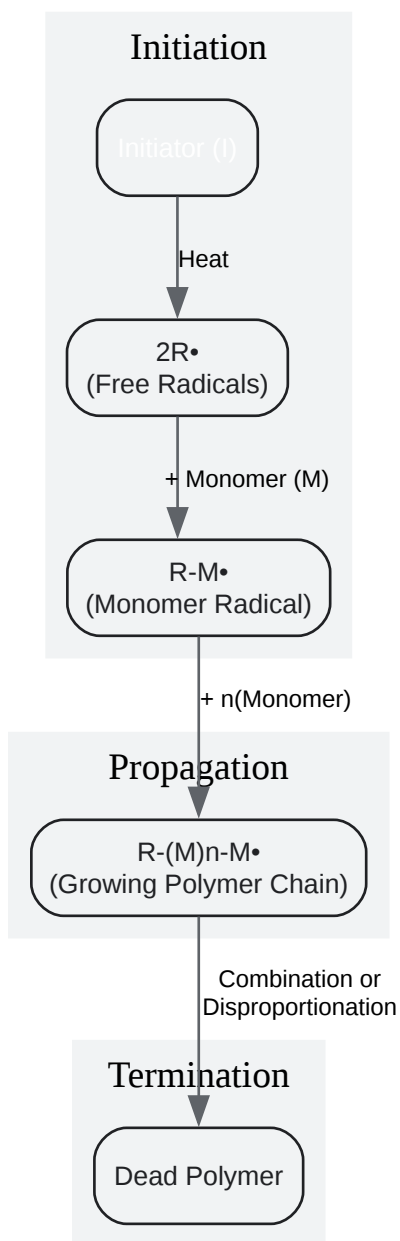 Initiation
Initiator (I)
Heat
2R•
(Free Radicals)
+ Monomer (M)
R-M•
(Monomer Radical)
+ n(Monomer)
Propagation
R-(M)n-M•
(Growing Polymer Chain)
Combination or
Disproportionation
Termination
Dead Polymer